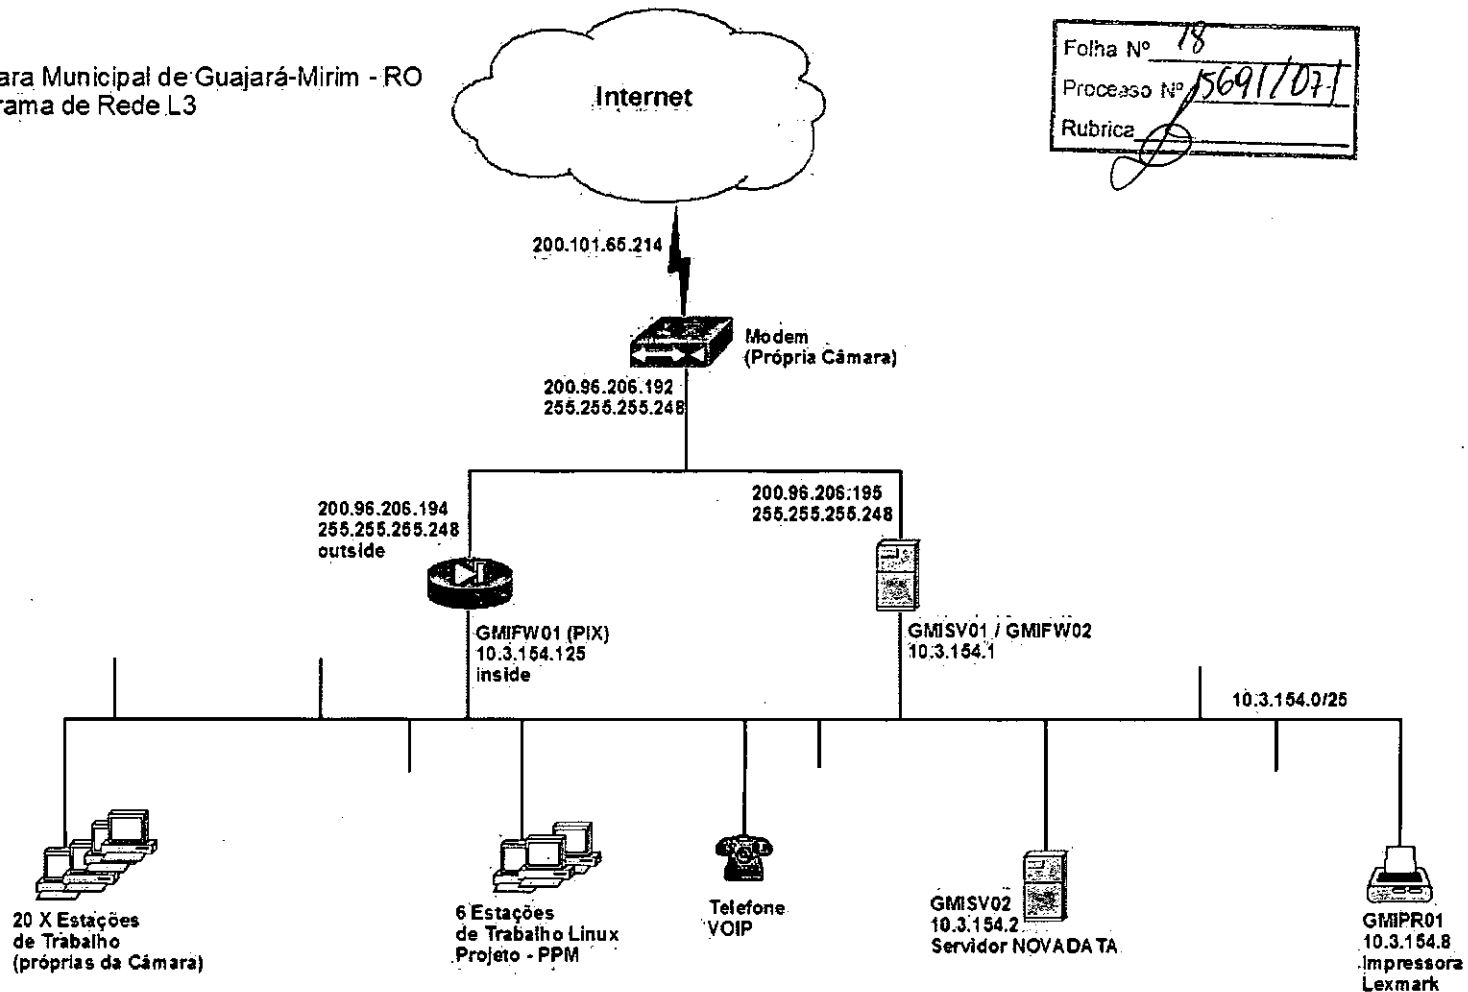 ara Municipal de Guajará-Mirim - RO
rama de Rede L3
Internet
Folha Nº 18
Processo Nº 15691/07-1
Rubrica
200.101.65.214
Modem
(Própria Câmara)
200.96.206.192
255.255.255.248
200.96.206.194
255.255.255.248
outside
200.96.206.195
255.255.255.248
GMIFW01 (PIX)
10.3.154.125
inside
GMISV01 / GMIFW02
10.3.154.1
10.3.154.0/25
20 X Estações
de Trabalho
(próprias da Câmara)
6 Estações
de Trabalho Linux
Projeto - PPM
Telefone
VOIP
GMISV02
10.3.154.2
Servidor NOVADATA
GMIPR01
10.3.154.8
Impressora
Lexmark